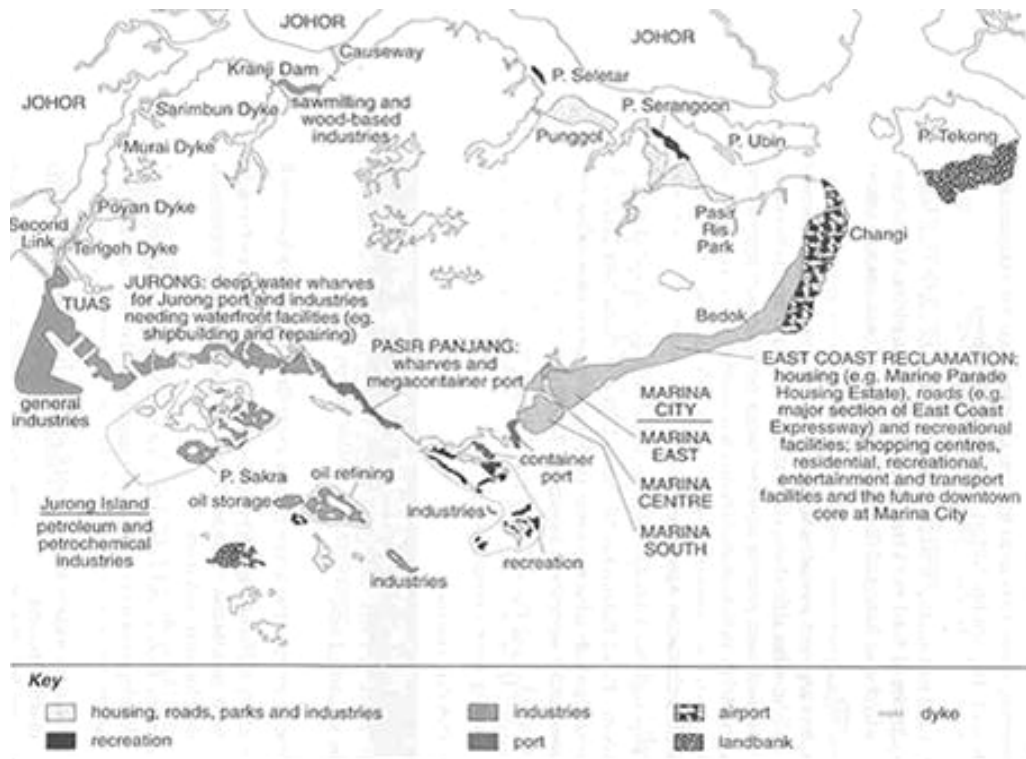 JOHOR
JOHOR
Causeway
Kranji Dam
P. Seletar
JOHOR
Sarimbun Dyke
sawmilling and
wood-based
industries
P. Serangoon
Punggol
P. Ubin
P. Tekong
Murai Dyke
Poyan Dyke
Second
Link
Tengeh Dyke
Pasir
Ris
Park
Changi
TUAS
JURONG: deep water wharves
for Jurong port and industries
needing waterfront facilities (eg.
shipbuilding and repairing)
Bedok
PASIR PANJANG:
wharves and
megacontainer port
EAST COAST RECLAMATION:
housing (e.g. Marine Parade
Housing Estate), roads (e.g.
major section of East Coast
Expressway) and recreational
facilities; shopping centres,
residential, recreational,
entertainment and transport
facilities and the future downtown
core at Marina City
MARINA
CITY
MARINA
EAST
MARINA
CENTRE
MARINA
SOUTH
general
industries
container
port
P. Sakra
oil refining
oil storage
Jurong Island
petroleum and
petrochemical
industries
industries
recreation
industries
Key
housing, roads, parks and industries
industries
airport
dyke
recreation
port
landbank